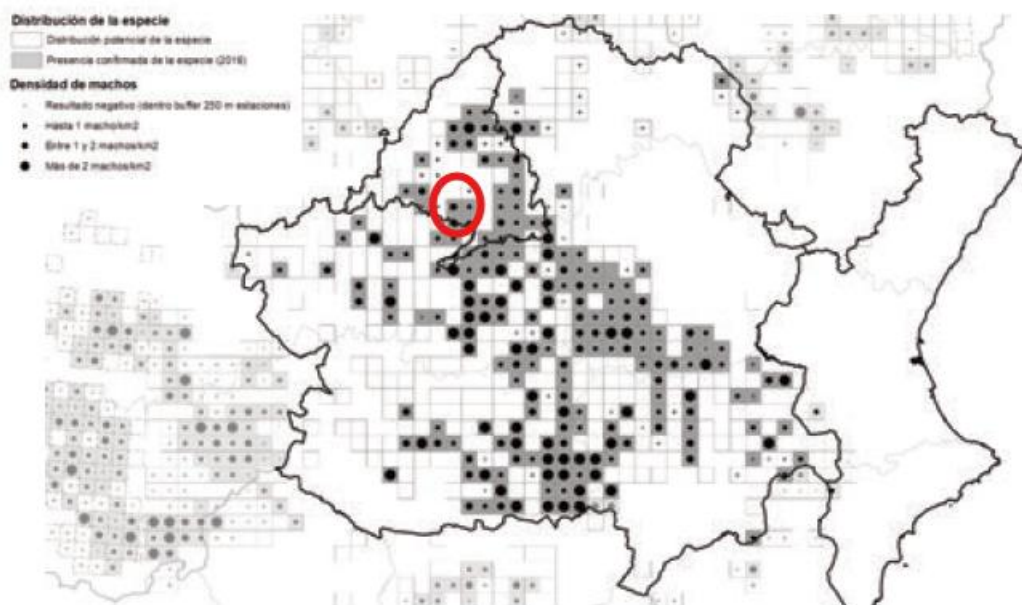 Distribución de la especie
Distribución potencial de la especie
Presencia confirmada de la especie (2016)
Densidad de machos
Resultado negativo (dentro buffer 250 m estaciones)
Hasta 1 macho/km2
Entre 1 y 2 machos/km2
Más de 2 machos/km2